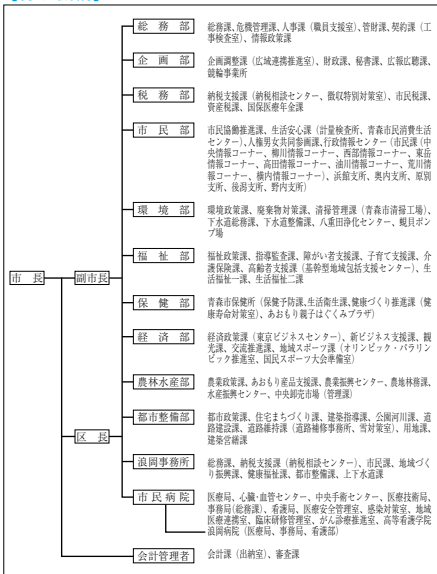 市　長
副市長
区　長
総　務　部
総務課、危機管理課、人事課（職員支援室）、管財課、契約課（工
事検査室）、情報政策課
企　画　部
企画調整課（広域連携推進室）、財政課、秘書課、広報広聴課、
競輪事業所
税　務　部
納税支援課（納税相談センター、徴収特別対策室）、市民税課、
資産税課、国保医療年金課
市　民　部
市民協働推進課、生活安心課（計量検査所、青森市民消費生活
センター）、人権男女共同参画課、行政情報センター（市民課（中
央情報コーナー、柳川情報コーナー、西部情報コーナー、東岳
情報コーナー、高田情報コーナー、油川情報コーナー、荒川情
報コーナー、横内情報コーナー）、浜館支所、奥内支所、原別
支所、後潟支所、野内支所）
環　境　部
環境政策課、廃棄物対策課、清掃管理課（青森市清掃工場）、
下水道総務課、下水道整備課、八重田浄化センター、蜆貝ポン
プ場
福　祉　部
福祉政策課、指導監査課、障がい者支援課、子育て支援課、介
護保険課、高齢者支援課（基幹型地域包括支援センター）、生
活福祉一課、生活福祉二課
保　健　部
青森市保健所（保健予防課、生活衛生課、健康づくり推進課（健
康寿命対策室）、あおもり親子はぐくみプラザ）
経　済　部
経済政策課（東京ビジネスセンター）、新ビジネス支援課、観
光課、交流推進課、地域スポーツ課（オリンピック・パラリン
ピック推進室、国民スポーツ大会準備室）
農林水産部
農業政策課、あおもり産品支援課、農業振興センター、農地林務課、
水産振興センター、中央卸売市場（管理課）
都市整備部
都市政策課、住宅まちづくり課、建築指導課、公園河川課、道
路建設課、道路維持課（道路補修事務所、雪対策室）、用地課、
建築営繕課
浪岡事務所
総務課、納税支援課（納税相談センター）、市民課、地域づく
り振興課、健康福祉課、都市整備課、上下水道課
市民病院
医療局、心臓・血管センター、中央手術センター、医療技術局、
事務局（総務課）、看護局、医療安全管理室、感染対策室、地域
医療連携室、臨床研修管理室、がん診療推進室、高等看護学院
浪岡病院（医療局、事務局、看護部）
会計管理者
会計課（出納室）、審査課